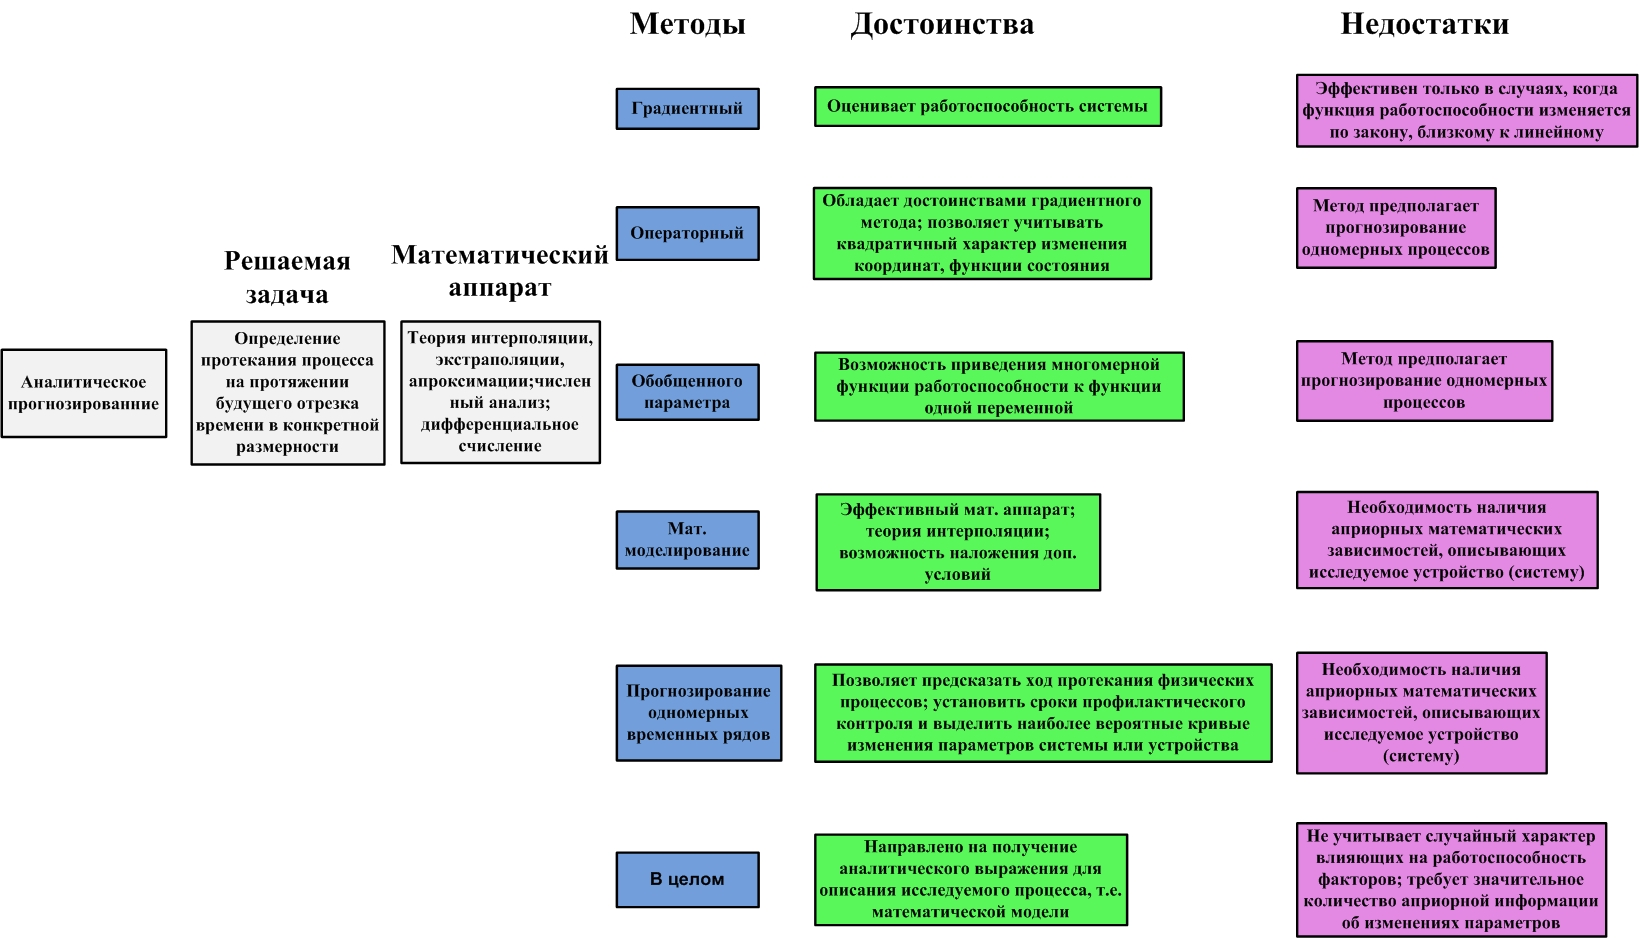 Методы
Достоинства
Недостатки
Градиентный
Оценивает работоспособность системы
Эффективен только в случаях, когда
функция работоспособности изменяется
по закону, близкому к линейному
Операторный
Обладает достоинствами градиентного
метода; позволяет учитывать
квадратичный характер изменения
координат, функции состояния
Метод предполагает
прогнозирование
одномерных процессов
Решаемая
задача
Математический
аппарат
Аналитическое
прогнозированние
Определение
протекания процесса
на протяжении
будущего отрезка
времени в конкретной
размерности
Теория интерполяции,
экстраполяции,
апроксимации;числен
ный анализ;
дифференциальное
счисление
Обобщенного
параметра
Возможность приведения многомерной
функции работоспособности к функции
одной переменной
Метод предполагает
прогнозирование одномерных
процессов
Мат.
моделирование
Эффективный мат. аппарат;
теория интерполяции;
возможность наложения доп.
условий
Необходимость наличия
априорных математических
зависимостей, описывающих
исследуемое устройство (систему)
Прогнозирование
одномерных
временных рядов
Позволяет предсказать ход протекания физических
процессов; установить сроки профилактического
контроля и выделить наиболее вероятные кривые
изменения параметров системы или устройства
Необходимость наличия
априорных математических
зависимостей, описывающих
исследуемое устройство
(систему)
В целом
Направлено на получение
аналитического выражения для
описания исследуемого процесса, т.е.
математической модели
Не учитывает случайный характер
влияющих на работоспособность
факторов; требует значительное
количество априорной информации
об изменениях параметров